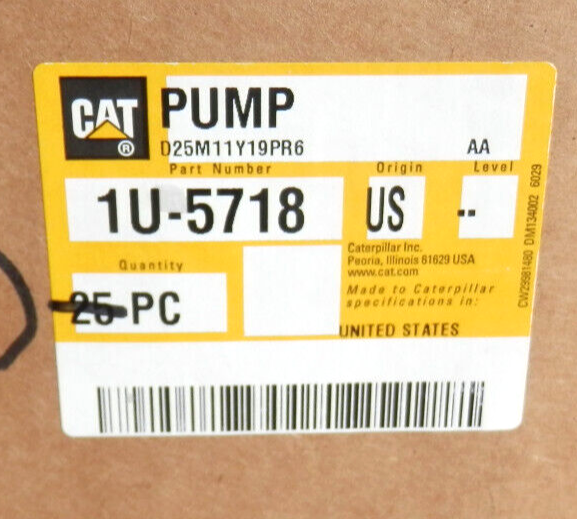 CAT ®
PUMP
D25M11Y19PR6 AA
Part Number Origin Level
1U-5718 US --
Caterpillar Inc.
Peoria, Illinois 61629 USA
www.cat.com
Quantity
25-PC
Made to Caterpillar
specifications in:
UNITED STATES
CW29981480 DM134002 6029